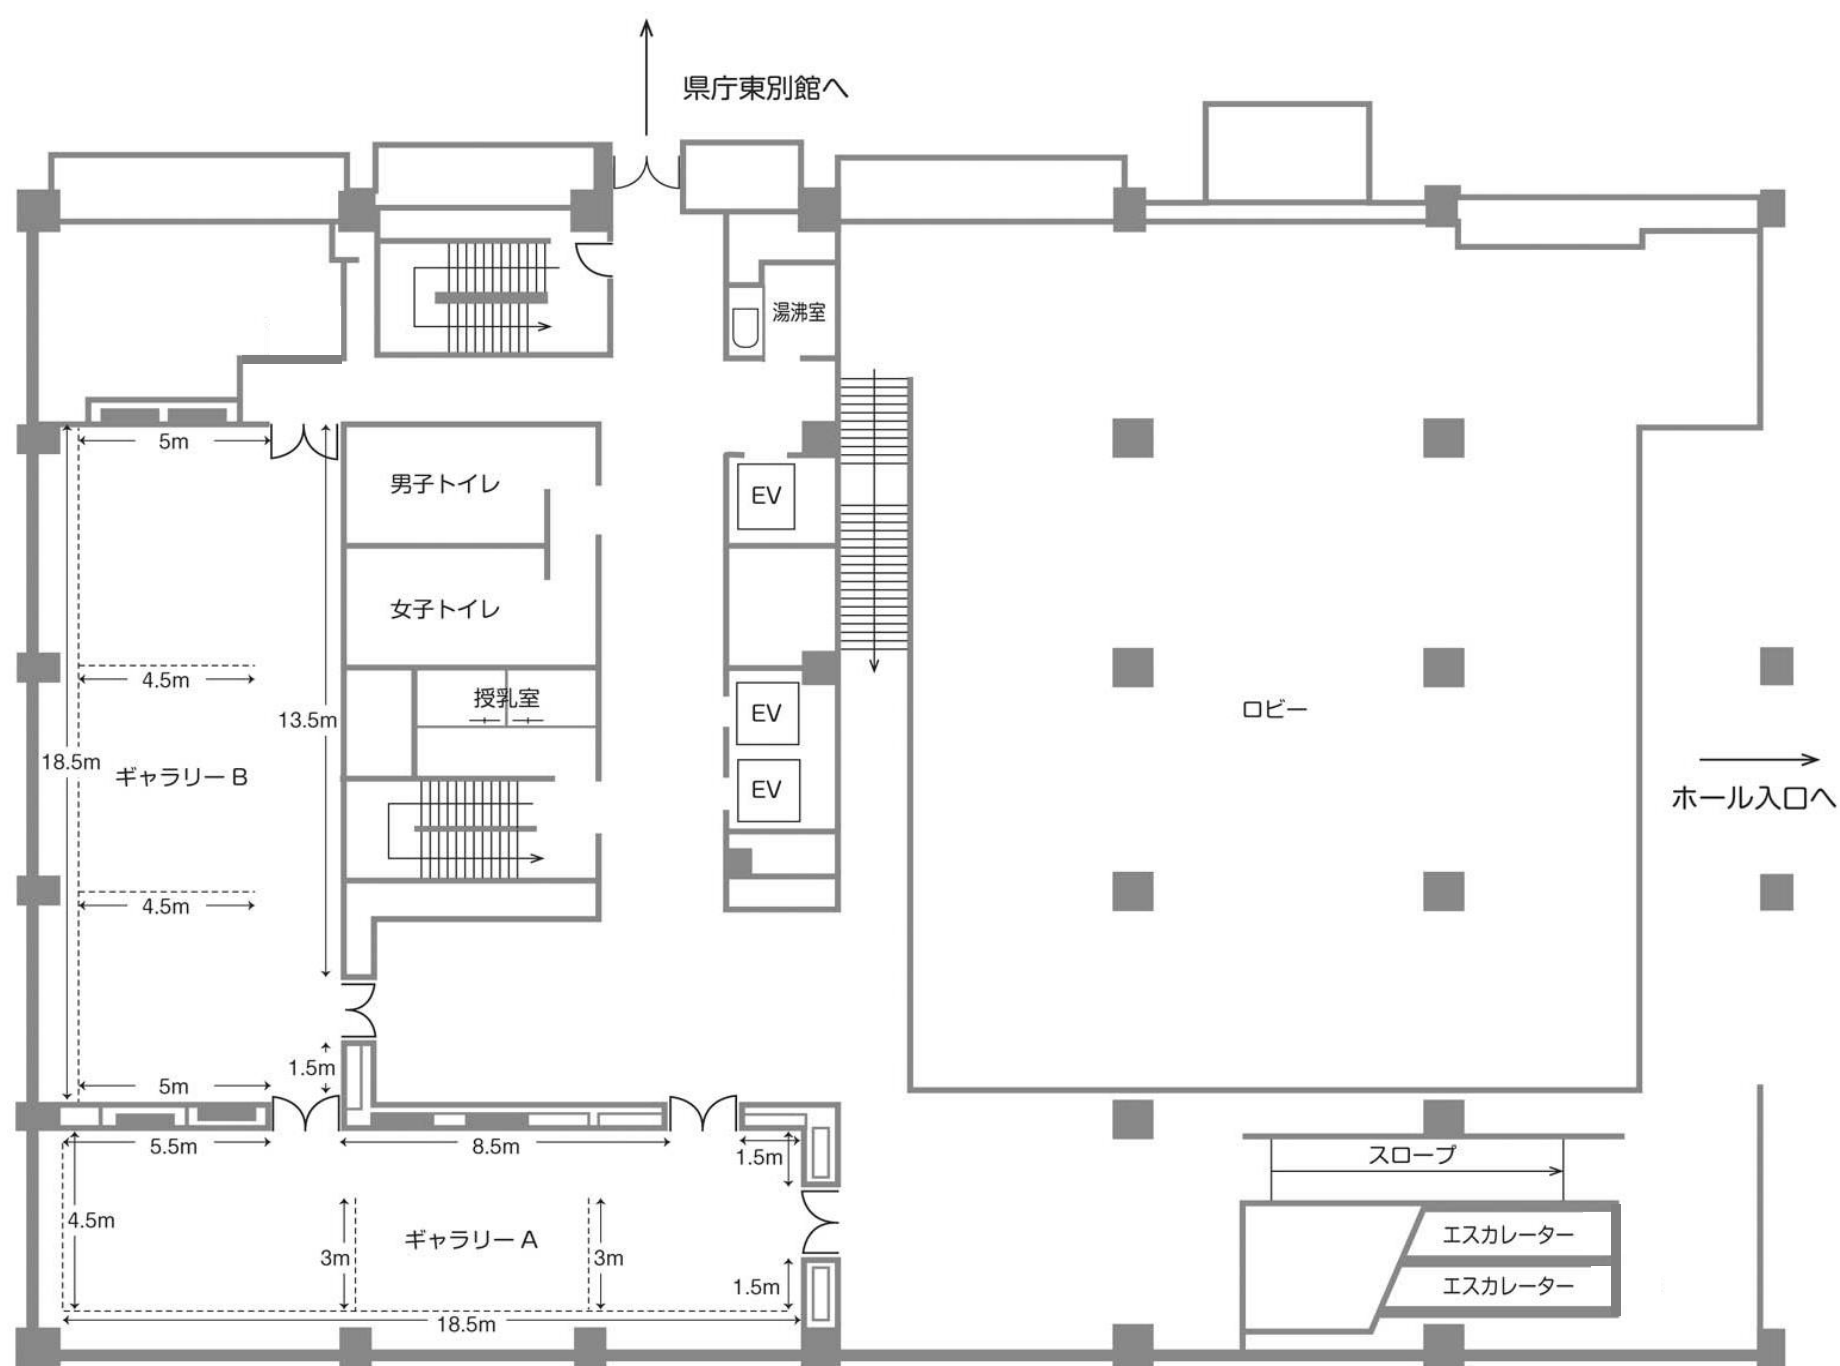 県庁東別館へ
湯沸室
5m
男子トイレ
EV
女子トイレ
4.5m
授乳室
13.5m
EV
ロビー
18.5m
ギャラリー B
EV
ホール入口へ
4.5m
1.5m
5m
5.5m
8.5m
1.5m
スロープ
4.5m
ギャラリー A
エスカレーター
3m
3m
エスカレーター
1.5m
18.5m